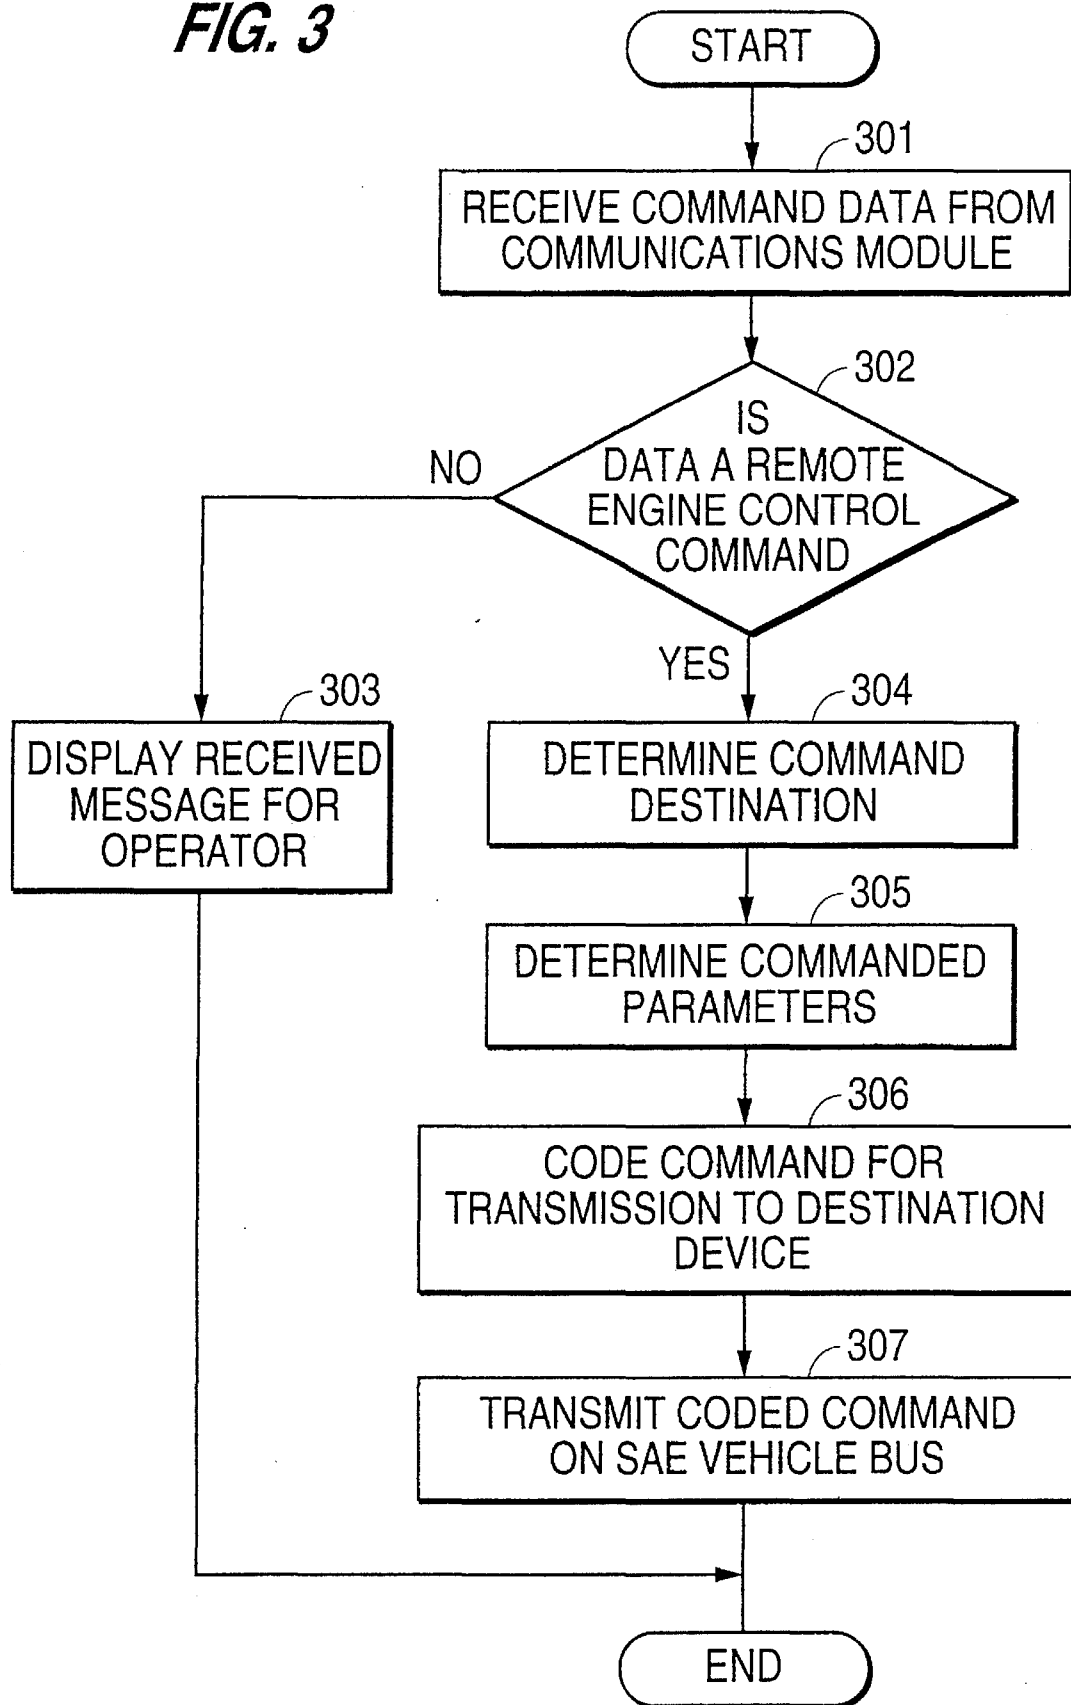 FIG. 3
START
301
RECEIVE COMMAND DATA FROM
COMMUNICATIONS MODULE
302
IS
DATA A REMOTE
ENGINE CONTROL
COMMAND
NO
YES
303
DISPLAY RECEIVED
MESSAGE FOR
OPERATOR
304
DETERMINE COMMAND
DESTINATION
305
DETERMINE COMMANDED
PARAMETERS
306
CODE COMMAND FOR
TRANSMISSION TO DESTINATION
DEVICE
307
TRANSMIT CODED COMMAND
ON SAE VEHICLE BUS
END